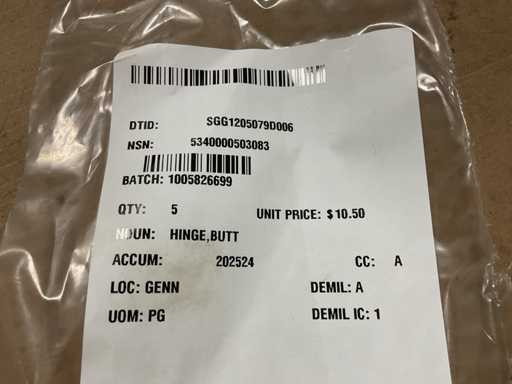 DTID: SGG1205079D006
NSN: 5340000503083
BATCH: 1005826699
QTY: 5 UNIT PRICE: $10.50
NOUN: HINGE,BUTT
ACCUM: 202524 CC: A
LOC: GENN DEMIL: A
UOM: PG DEMIL IC: 1